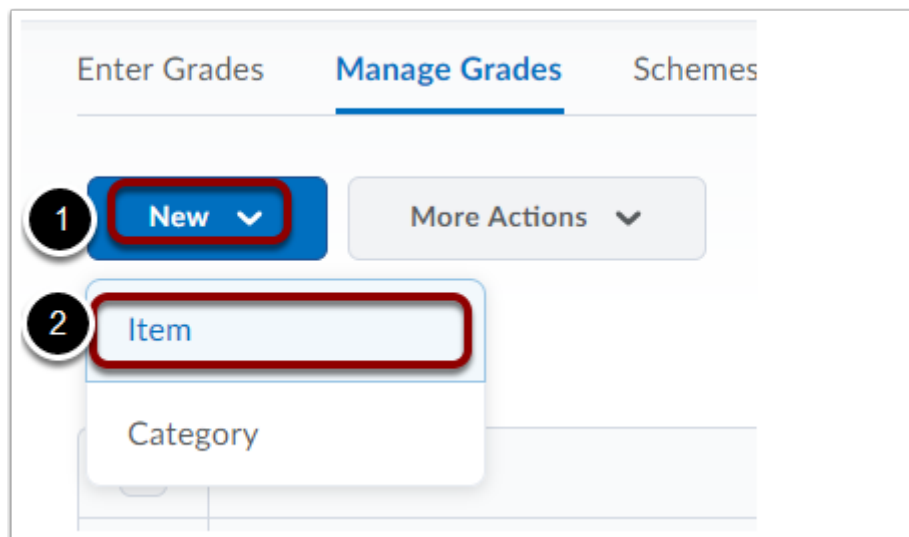 Enter Grades Manage Grades Schemes
1 New More Actions
2 Item
Category